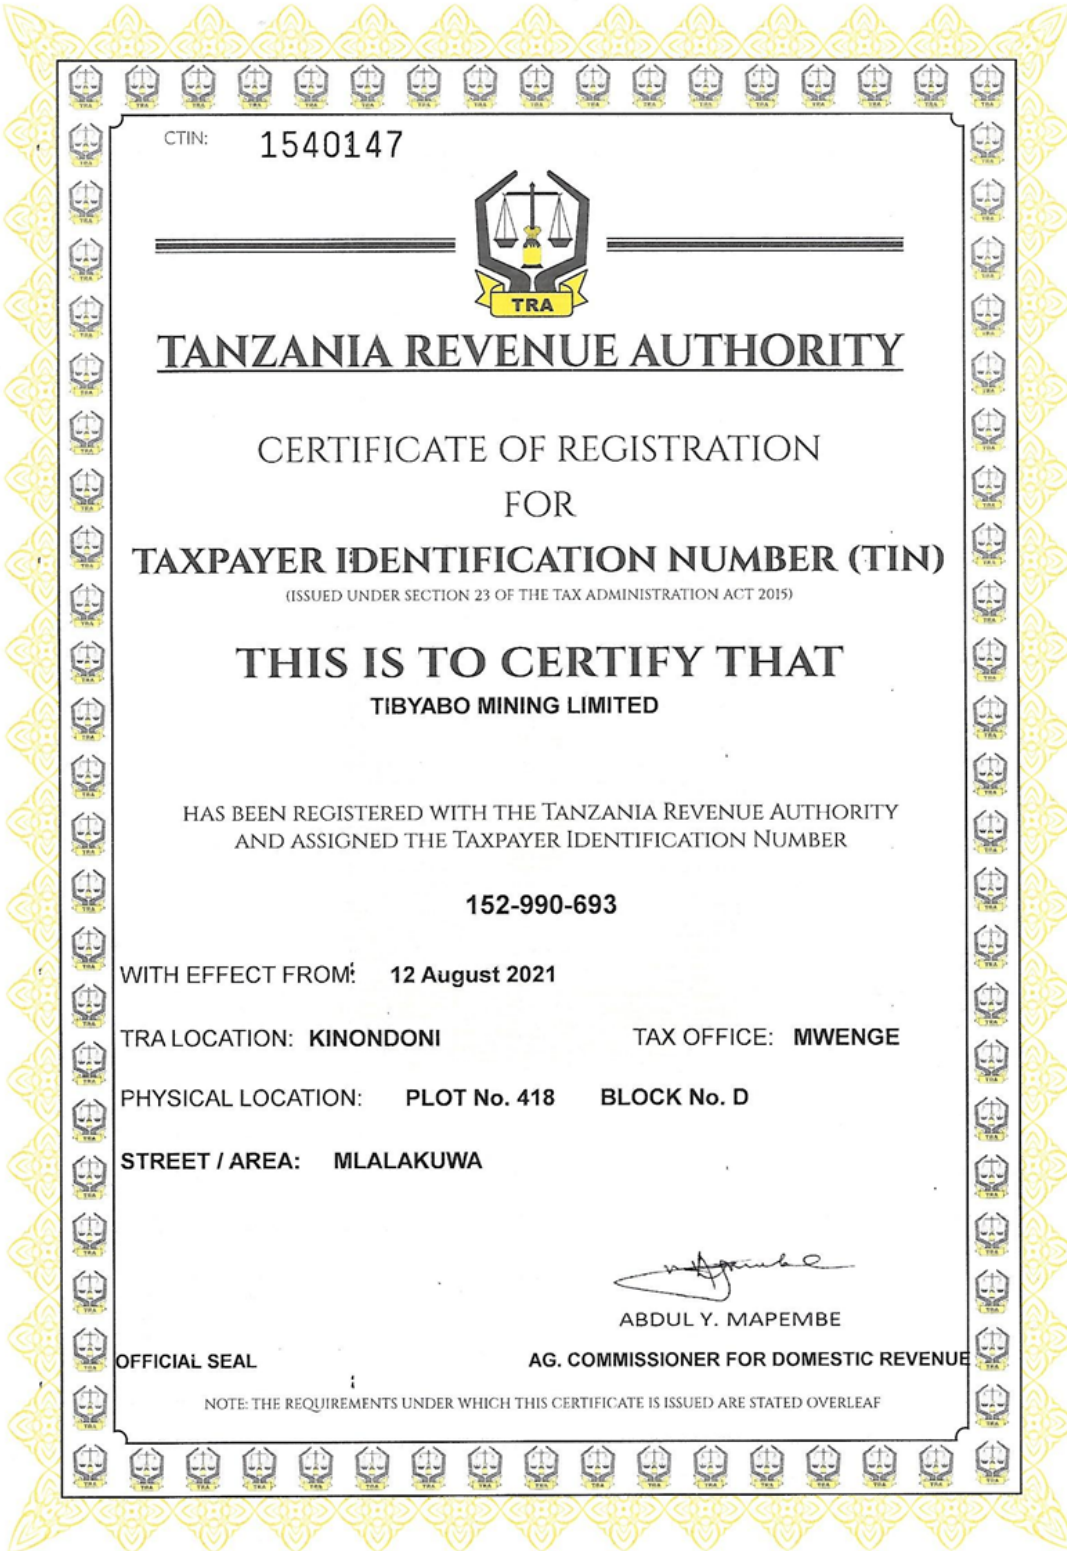 CTIN: 1540147
TRA
TANZANIA REVENUE AUTHORITY
CERTIFICATE OF REGISTRATION
FOR
TAXPAYER IDENTIFICATION NUMBER (TIN)
(ISSUED UNDER SECTION 23 OF THE TAX ADMINISTRATION ACT 2015)
THIS IS TO CERTIFY THAT
TIBYABO MINING LIMITED
HAS BEEN REGISTERED WITH THE TANZANIA REVENUE AUTHORITY
AND ASSIGNED THE TAXPAYER IDENTIFICATION NUMBER
152-990-693
WITH EFFECT FROM: 12 August 2021
TRA LOCATION: KINONDONI TAX OFFICE: MWENGE
PHYSICAL LOCATION: PLOT No. 418 BLOCK No. D
STREET / AREA: MLALAKUWA
ABDUL Y. MAPEMBE
OFFICIAL SEAL AG. COMMISSIONER FOR DOMESTIC REVENUE
NOTE: THE REQUIREMENTS UNDER WHICH THIS CERTIFICATE IS ISSUED ARE STATED OVERLEAF